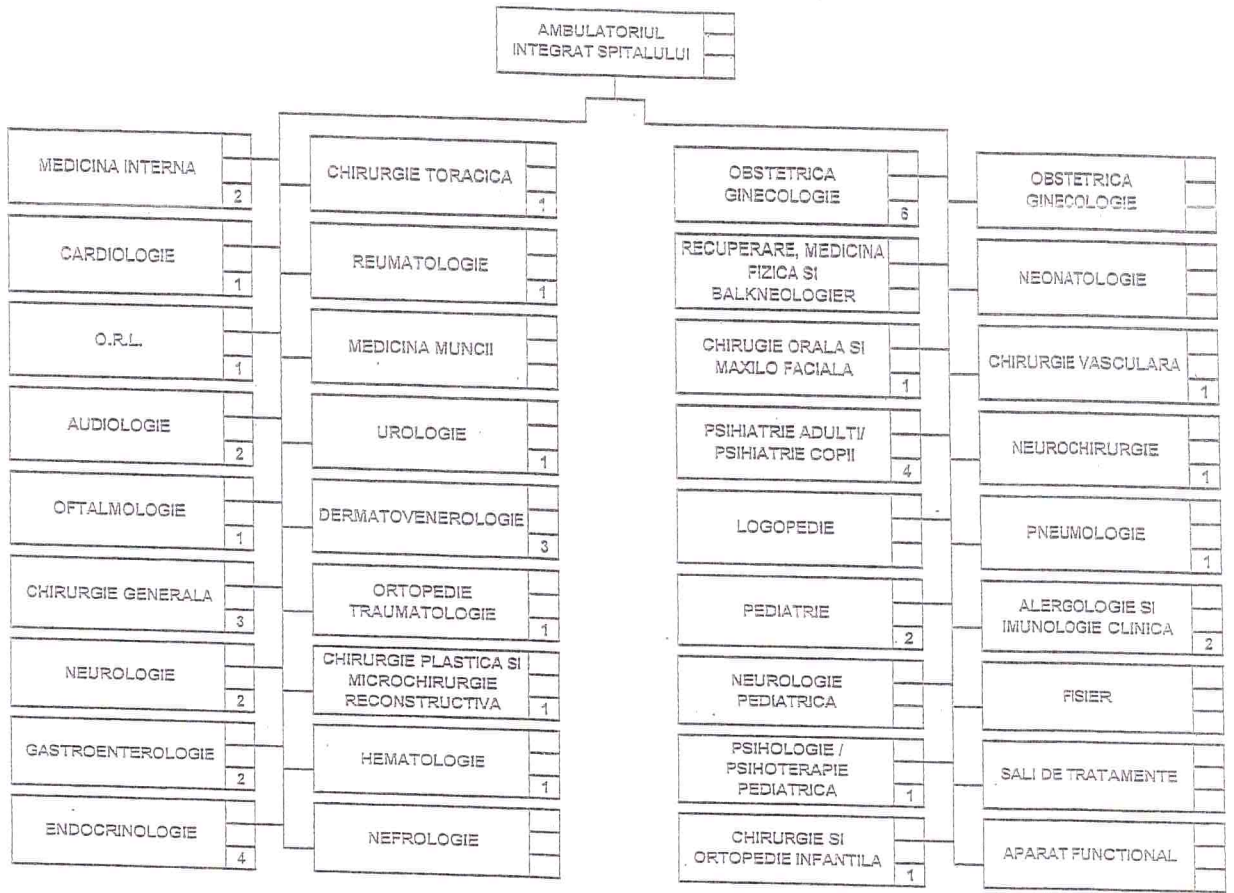 AMBULATORIUL
INTEGRAT SPITALULUI
MEDICINA INTERNA
2
CARDIOLOGIE
1
O.R.L.
1
AUDIOLOGIE
2
OFTALMOLOGIE
1
CHIRURGIE GENERALA
3
NEUROLOGIE
2
GASTROENTEROLOGIE
2
ENDOCRINOLOGIE
4
CHIRURGIE TORACICA
1
REUMATOLOGIE
1
MEDICINA MUNCII
UROLOGIE
1
DERMATOVENEROLOGIE
3
ORTOPEDIE
TRAUMATOLOGIE
1
CHIRURGIE PLASTICA SI
MICROCHIRURGIE
RECONSTRUCTIVA
1
HEMATOLOGIE
1
NEFROLOGIE
OBSTETRICA
GINECOLOGIE
6
RECUPERARE, MEDICINA
FIZICA SI
BALKNEOLOGIER
CHIRUGIE ORALA SI
MAXILO FACIALA
1
PSIHIATRIE ADULTI/
PSIHIATRIE COPII
4
LOGOPEDIE
PEDIATRIE
2
NEUROLOGIE
PEDIATRICA
PSIHOLOGIE /
PSIHOTERAPIE
PEDIATRICA
1
CHIRURGIE SI
ORTOPEDIE INFANTILA
1
OBSTETRICA
GINECOLOGIE
NEONATOLOGIE
CHIRURGIE VASCULARA
1
NEUROCHIRURGIE
1
PNEUMOLOGIE
1
ALERGOLOGIE SI
IMUNOLOGIE CLINICA
2
FISIER
SALI DE TRATAMENTE
APARAT FUNCTIONAL